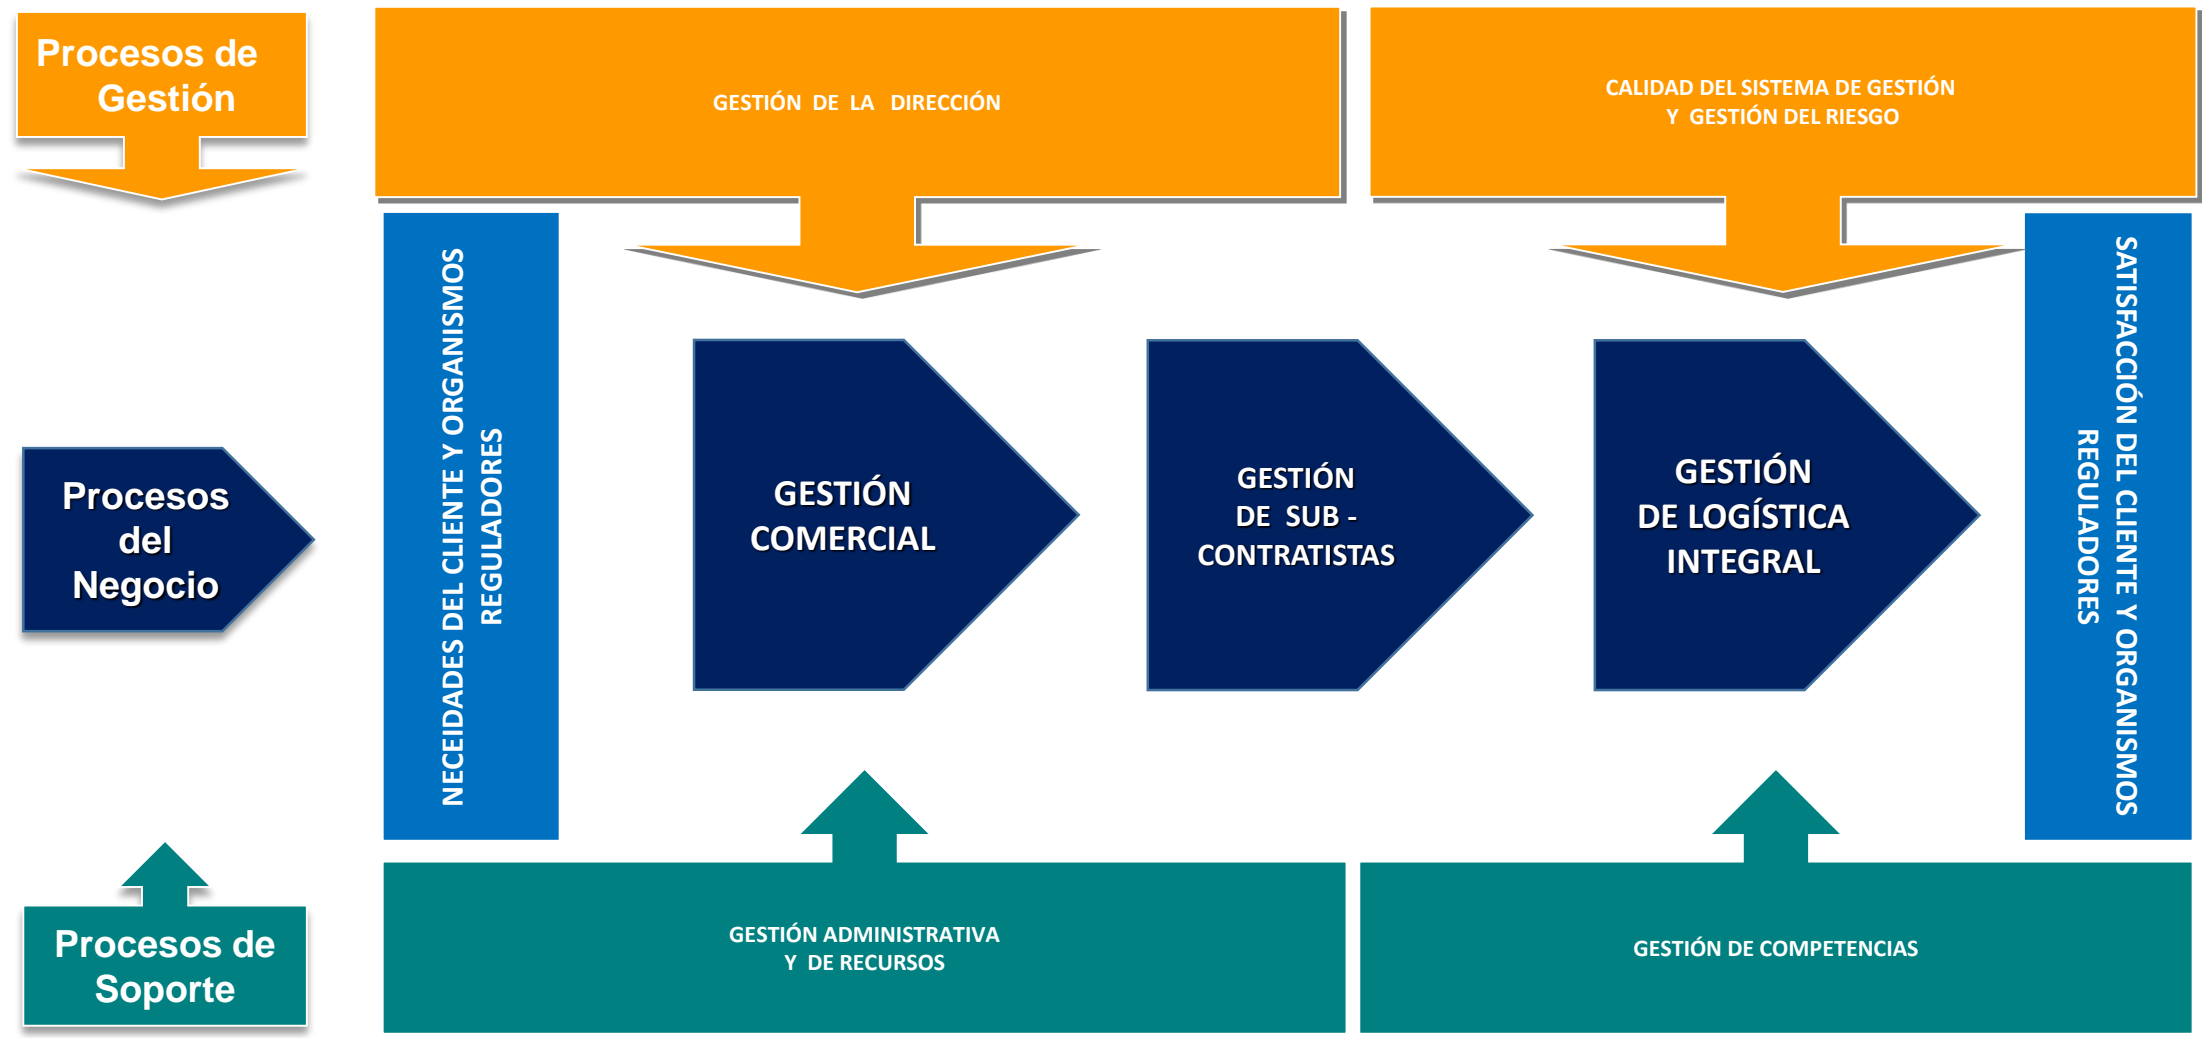 Procesos de
Gestión
GESTIÓN DE LA DIRECCIÓN
CALIDAD DEL SISTEMA DE GESTIÓN
Y GESTIÓN DEL RIESGO
Procesos
del
Negocio
NECEIDADES DEL CLIENTE Y ORGANISMOS
REGULADORES
GESTIÓN
COMERCIAL
GESTIÓN
DE SUB -
CONTRATISTAS
GESTIÓN
DE LOGÍSTICA
INTEGRAL
SATISFACCIÓN DEL CLIENTE Y ORGANISMOS
REGULADORES
Procesos de
Soporte
GESTIÓN ADMINISTRATIVA
Y DE RECURSOS
GESTIÓN DE COMPETENCIAS